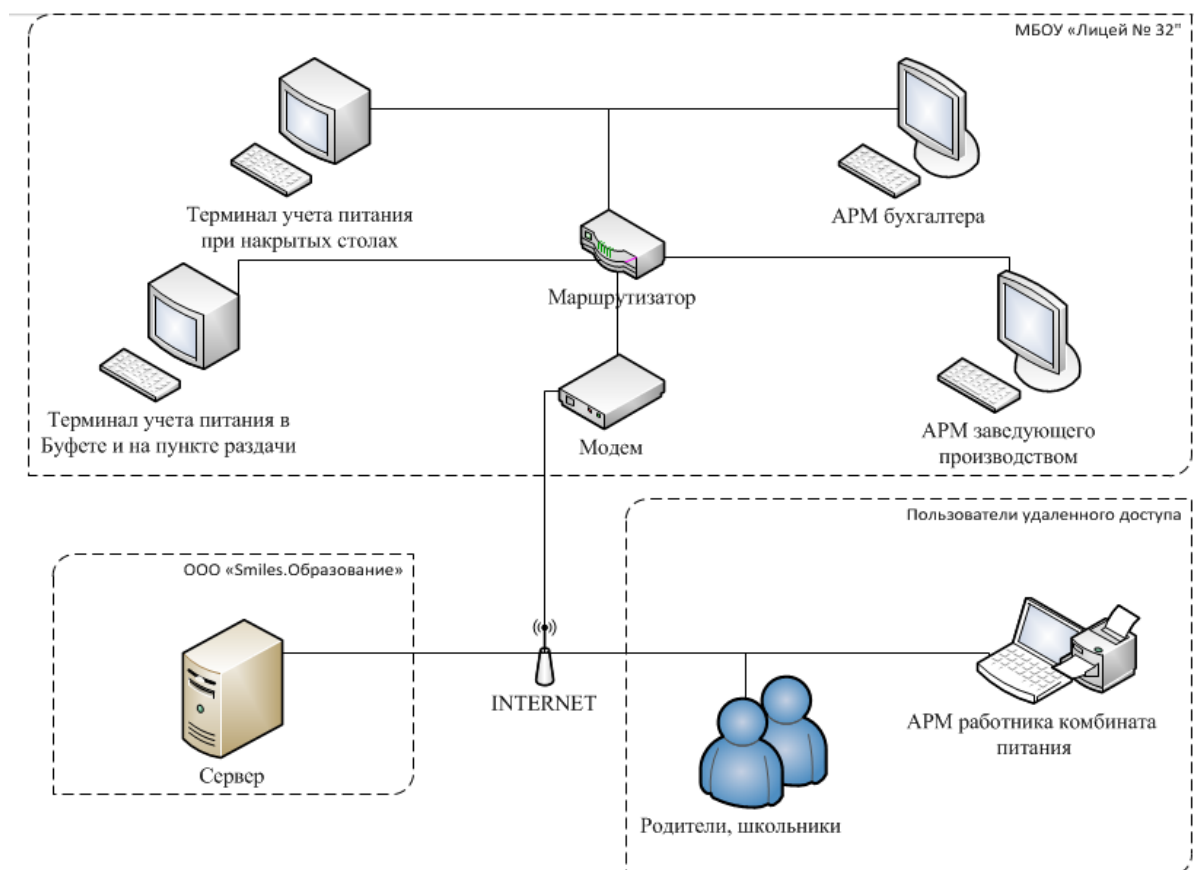 МБОУ «Лицей № 32"
Терминал учета питания
при накрытых столах
АРМ бухгалтера
Маршрутизатор
Терминал учета питания в
Буфете и на пункте раздачи
Модем
АРМ заведующего
производством
Пользователи удаленного доступа
ООО «Smiles.Образование»
INTERNET
Сервер
АРМ работника комбината
питания
Родители, школьники